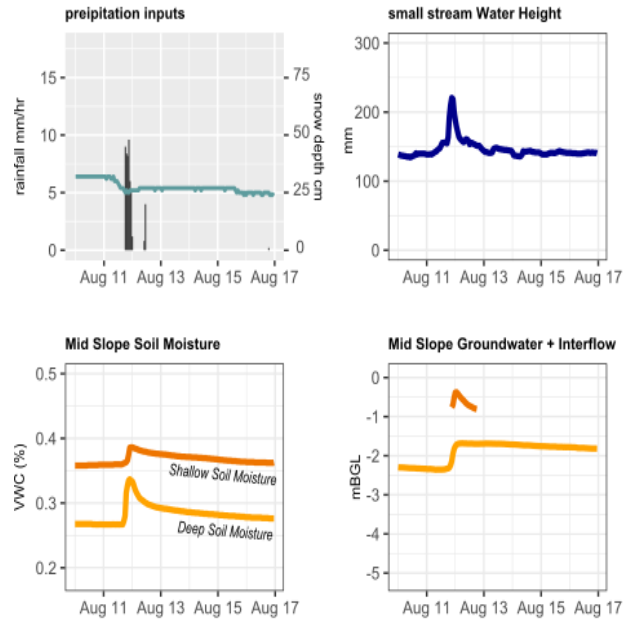 preipitation inputs
rainfall mm/hr
15
10
5
0
snow depth cm
75
50
25
0
Aug 11 Aug 13 Aug 15 Aug 17
small stream Water Height
mm
300
200
100
0
Aug 11 Aug 13 Aug 15 Aug 17
Mid Slope Soil Moisture
VWC (%)
0.5
0.4
0.3
0.2
Shallow Soil Moisture
Deep Soil Moisture
Aug 11 Aug 13 Aug 15 Aug 17
Mid Slope Groundwater + Interflow
mBGL
0
-1
-2
-3
-4
-5
Aug 11 Aug 13 Aug 15 Aug 17